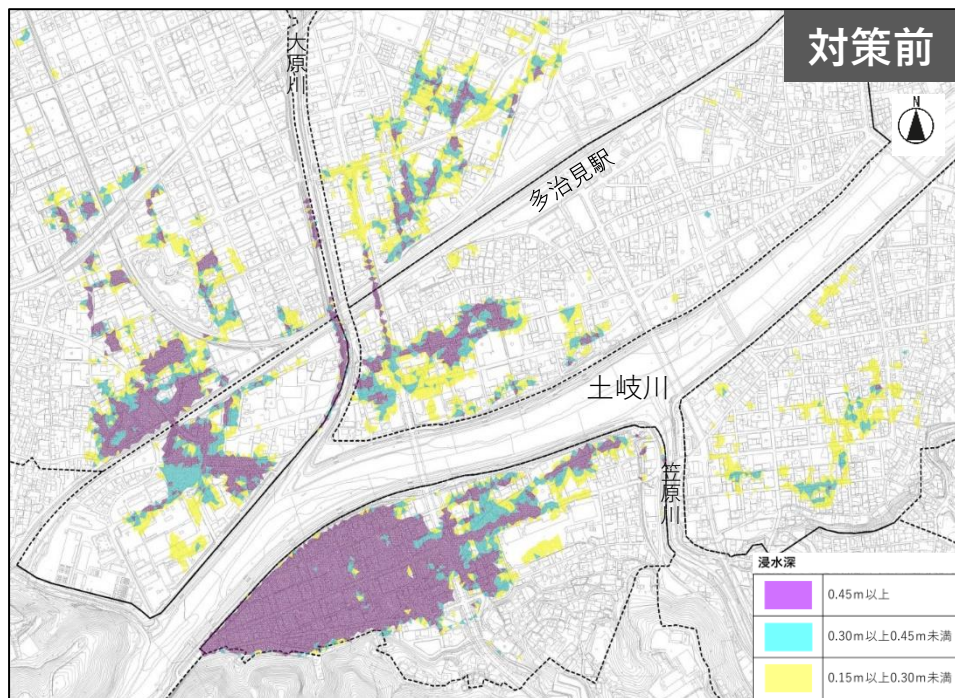 対策前
N
大原川
多治見駅
土岐川
笠原川
浸水深
0.45m以上
0.30m以上0.45m未満
0.15m以上0.30m未満